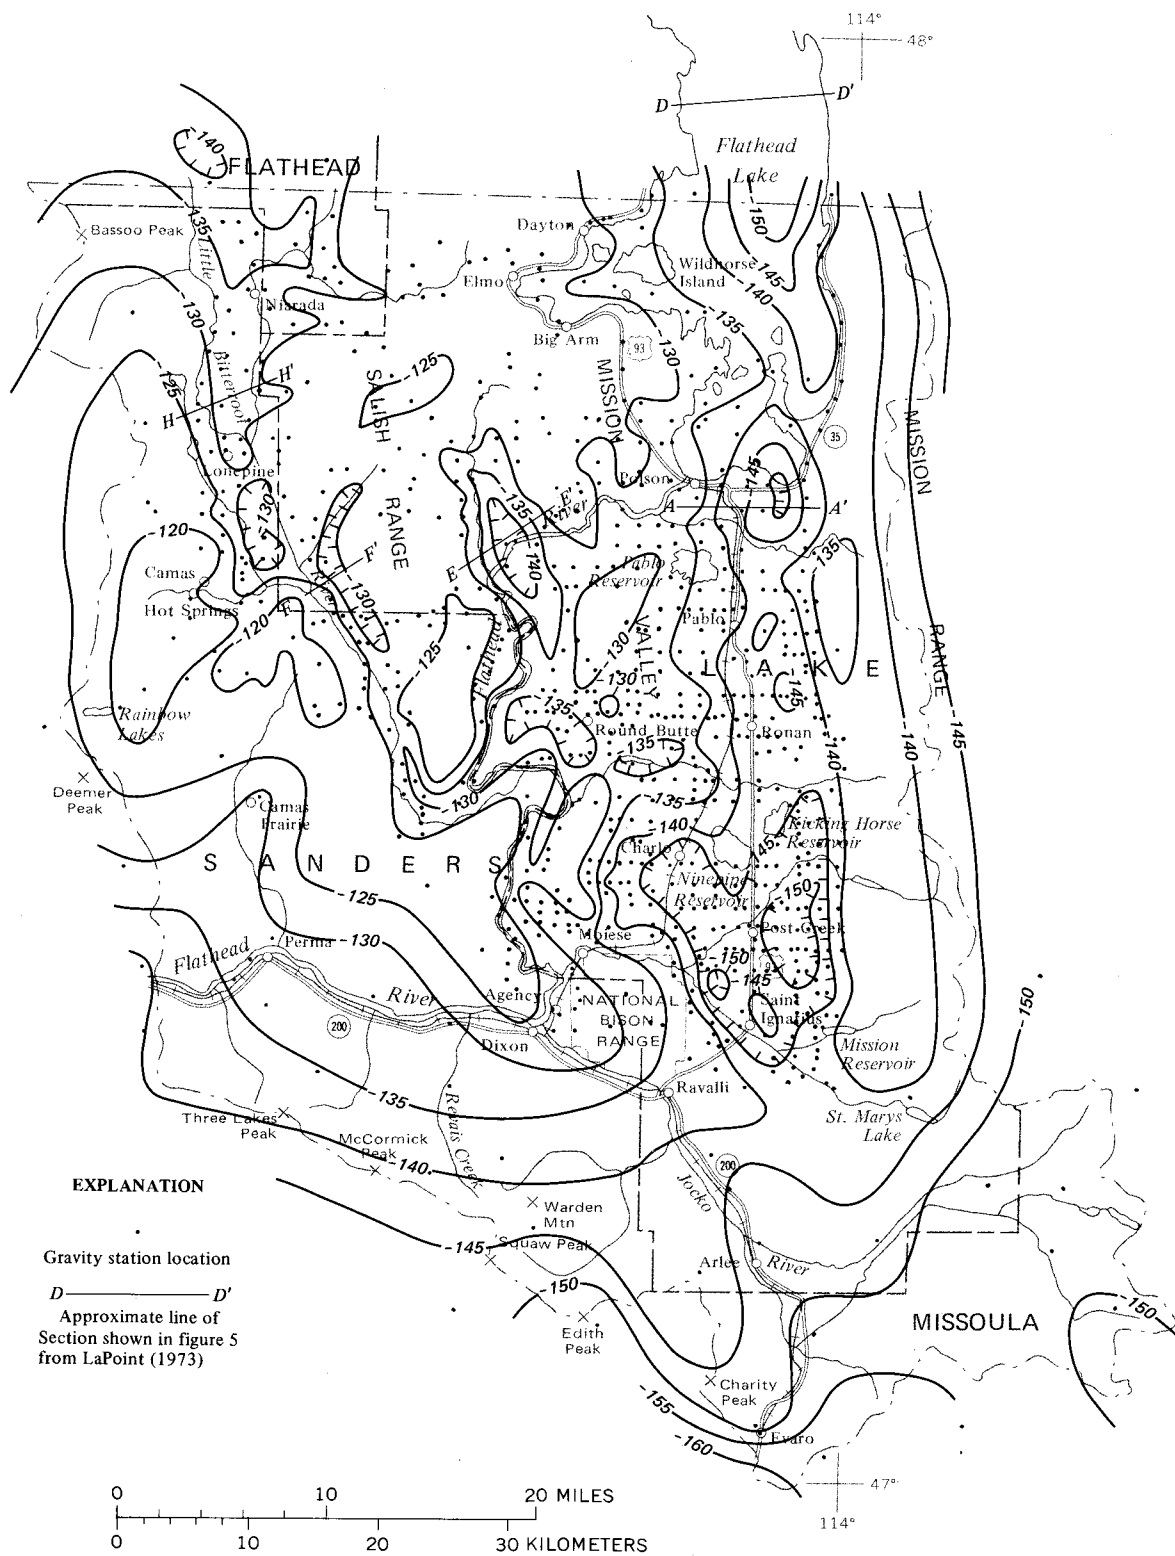 114°
48°
D D'
Flathead
Lake
-140
FLATHEAD
-150
Bassoo Peak
-135
Little
Dayton
Wildhorse
Island
-145
-140
Elmo
Niarada
-130
Big Arm
-135
93
-130
-125
Bitterroot
H H'
-125
SALISH
MISSION
MISSION
35
Lonepine
-130
Polson
-145
RANGE
-135
E E'
River
A A'
-120
Camas
Hot Springs
F F'
River
-130
-140
Pablo
Reservoir
-135
Pablo
-120
-125
Flathead
-130
VALLEY
L A K E
RANGE
-130
-145
-135
Round Butte
Ronan
-140
-140
-145
Rainbow
Lakes
-135
Deemer
Peak
-130
-135
Camas
Prairie
-140
Kicking Horse
Reservoir
S A N D E R S
Charlo
-145
Ninepipe
Reservoir
-150
-125
Post Creek
Perma
-130
Moiese
Flathead
River
-150
-145
Agency
NATIONAL
BISON
RANGE
Saint
Ignatius
-150
200
Dixon
Mission
Reservoir
Ravalli
-135
Three Lakes
Peak
Revais Creek
St. Marys
Lake
McCormick
Peak
-140
200
EXPLANATION
Jocko
Warden
Mtn
Gravity station location
-145
Squaw Peak
Arlee
River
-150
D D'
Approximate line of
Section shown in figure 5
from LaPoint (1973)
Edith
Peak
MISSOULA
-150
Charity
Peak
-155
-160
Evaro
47°
114°
0 10 20 MILES
0 10 20 30 KILOMETERS